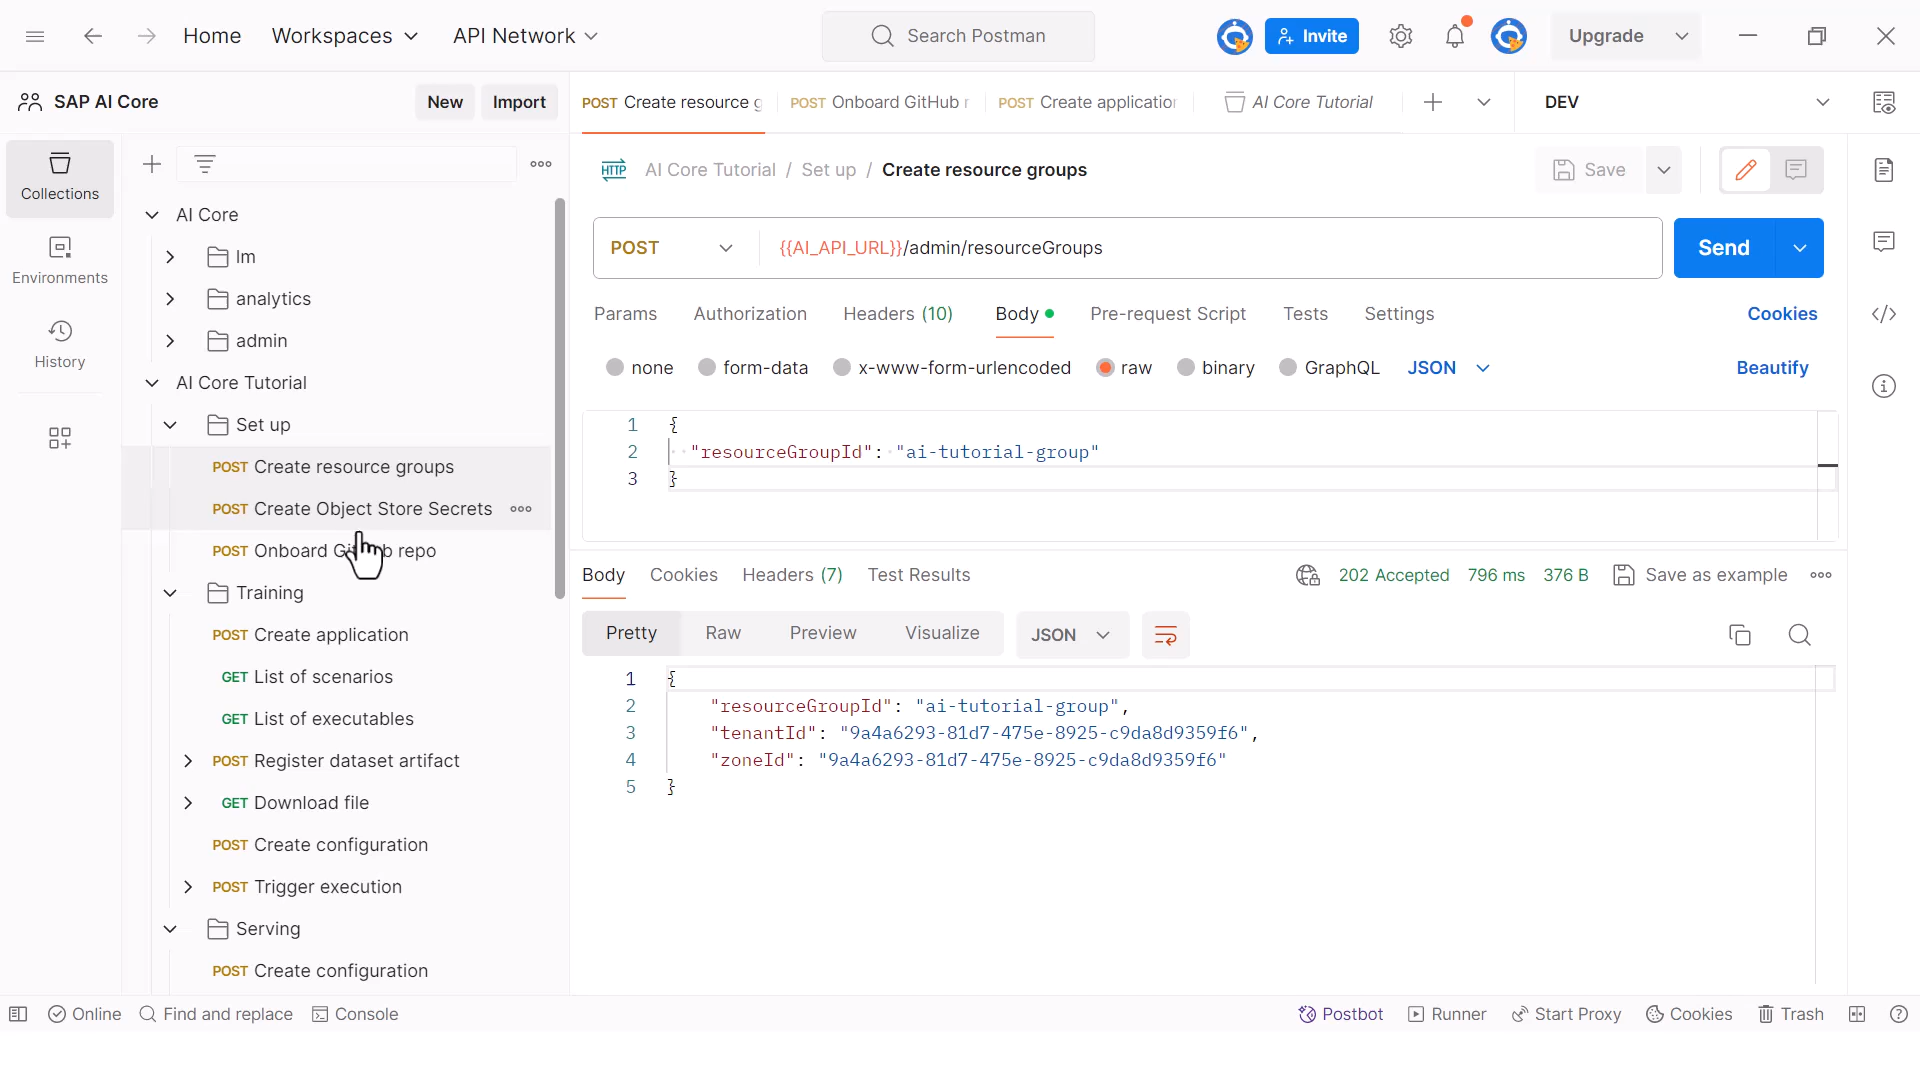 Home Workspaces API Network Search Postman Invite Upgrade
SAP AI Core New Import
POST Create resource g POST Onboard GitHub r POST Create application AI Core Tutorial DEV
Collections
Environments
History
AI Core
lm
analytics
admin
AI Core Tutorial
Set up
POST Create resource groups
POST Create Object Store Secrets
POST Onboard repo
Training
POST Create application
GET List of scenarios
GET List of executables
POST Register dataset artifact
GET Download file
POST Create configuration
POST Trigger execution
Serving
POST Create configuration
HTTP AI Core Tutorial / Set up / Create resource groups Save
POST {{AI_API_URL}}/admin/resourceGroups Send
Params Authorization Headers (10) Body Pre-request Script Tests Settings Cookies
none form-data x-www-form-urlencoded raw binary GraphQL JSON Beautify
1 {
2 "resourceGroupId": "ai-tutorial-group"
3 }
Body Cookies Headers (7) Test Results 202 Accepted 796 ms 376 B Save as example
Pretty Raw Preview Visualize JSON
1 {
2 "resourceGroupId": "ai-tutorial-group",
3 "tenantId": "9a4a6293-81d7-475e-8925-c9da8d9359f6",
4 "zoneId": "9a4a6293-81d7-475e-8925-c9da8d9359f6"
5 }
Online Find and replace Console Postbot Runner Start Proxy Cookies Trash